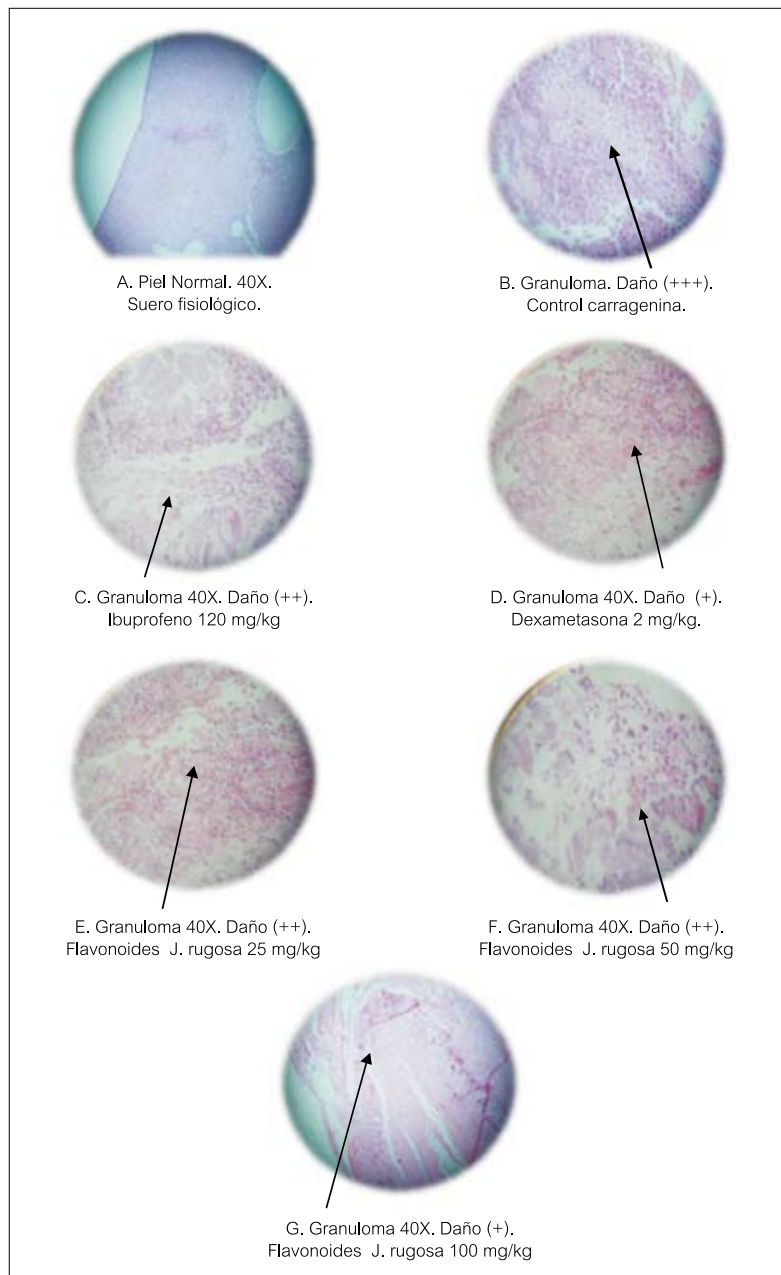 A. Piel Normal. 40X.
Suero fisiológico.
B. Granuloma. Daño (+++).
Control carragenina.
C. Granuloma 40X. Daño (++).
Ibuprofeno 120 mg/kg
D. Granuloma 40X. Daño (+).
Dexametasona 2 mg/kg.
E. Granuloma 40X. Daño (++).
Flavonoides J. rugosa 25 mg/kg
F. Granuloma 40X. Daño (++).
Flavonoides J. rugosa 50 mg/kg
G. Granuloma 40X. Daño (+).
Flavonoides J. rugosa 100 mg/kg